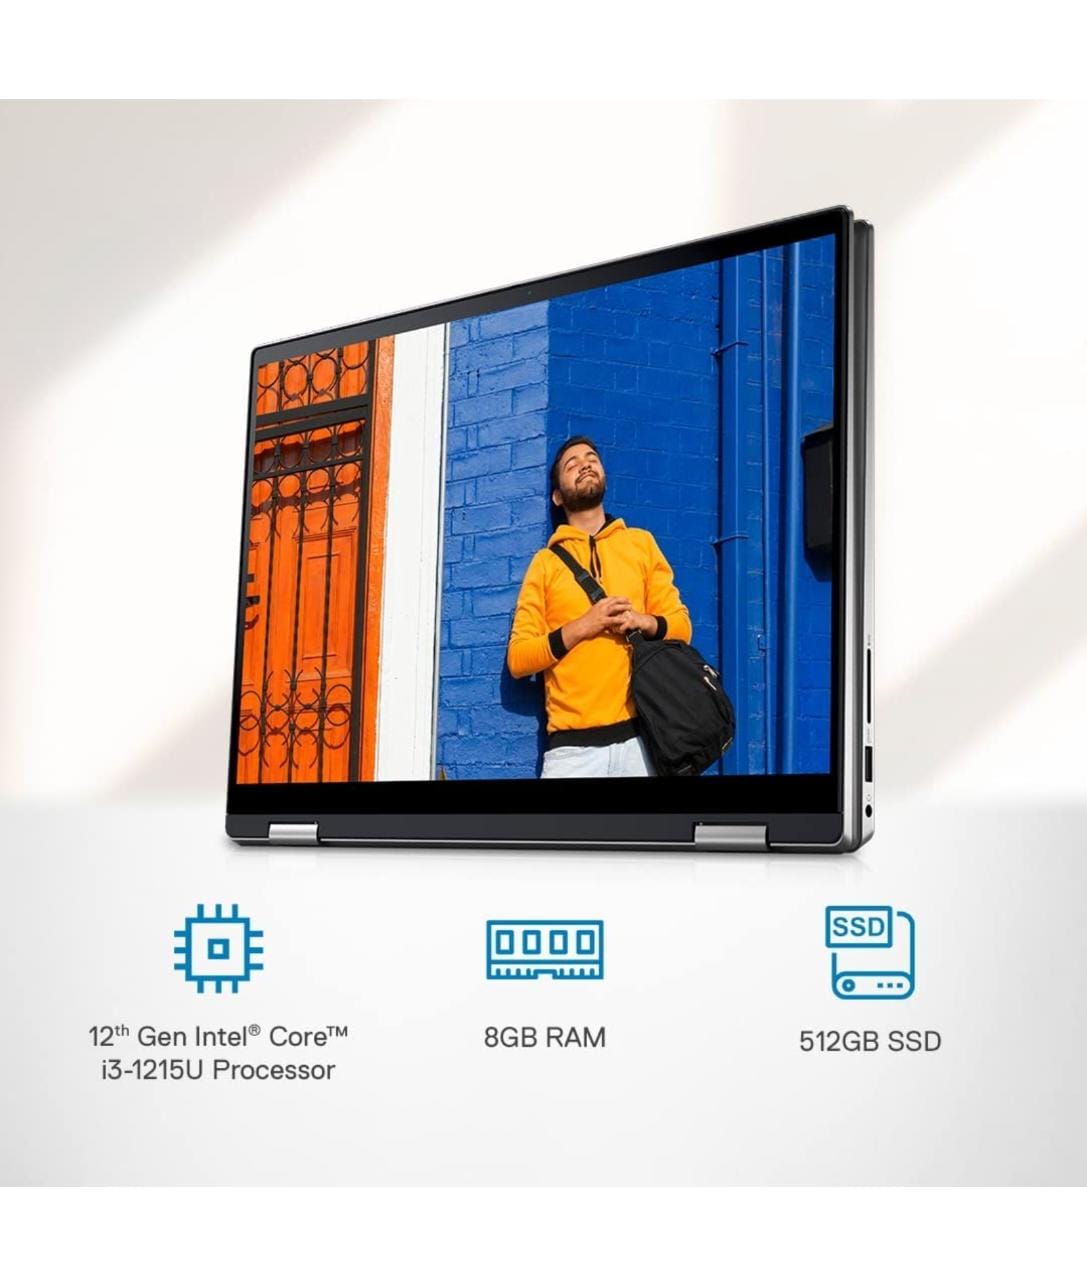 SSD
12th Gen Intel® Core™
i3-1215U Processor
8GB RAM
512GB SSD